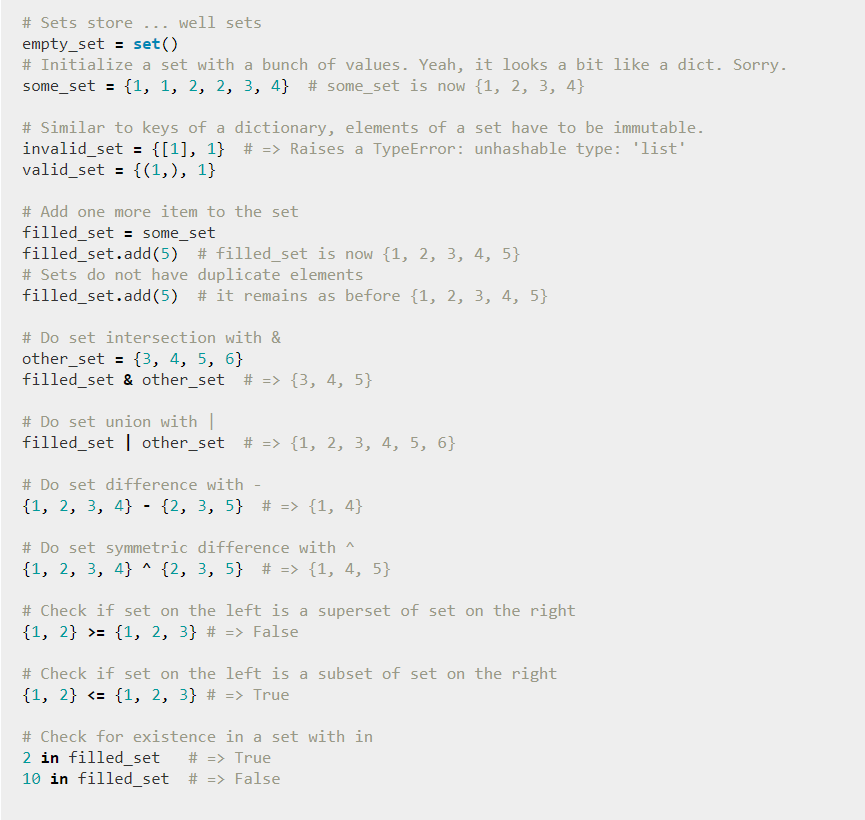 # Sets store ... well sets
empty_set = set()
# Initialize a set with a bunch of values. Yeah, it looks a bit like a dict. Sorry.
some_set = {1, 1, 2, 2, 3, 4}  # some_set is now {1, 2, 3, 4}

# Similar to keys of a dictionary, elements of a set have to be immutable.
invalid_set = {[1], 1}  # => Raises a TypeError: unhashable type: 'list'
valid_set = {(1,), 1}

# Add one more item to the set
filled_set = some_set
filled_set.add(5)  # filled_set is now {1, 2, 3, 4, 5}
# Sets do not have duplicate elements
filled_set.add(5)  # it remains as before {1, 2, 3, 4, 5}

# Do set intersection with &
other_set = {3, 4, 5, 6}
filled_set & other_set  # => {3, 4, 5}

# Do set union with |
filled_set | other_set  # => {1, 2, 3, 4, 5, 6}

# Do set difference with -
{1, 2, 3, 4} - {2, 3, 5}  # => {1, 4}

# Do set symmetric difference with ^
{1, 2, 3, 4} ^ {2, 3, 5}  # => {1, 4, 5}

# Check if set on the left is a superset of set on the right
{1, 2} >= {1, 2, 3} # => False

# Check if set on the left is a subset of set on the right
{1, 2} <= {1, 2, 3} # => True

# Check for existence in a set with in
2 in filled_set   # => True
10 in filled_set  # => False